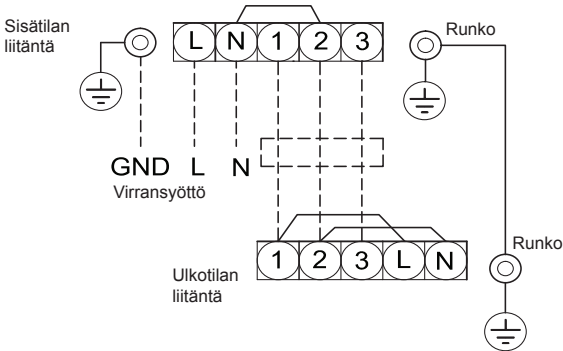 Sisätilan
liitäntä
L N 1 2 3
Runko
GND L N
Virransyöttö
1 2 3 L N
Runko
Ulkotilan
liitäntä